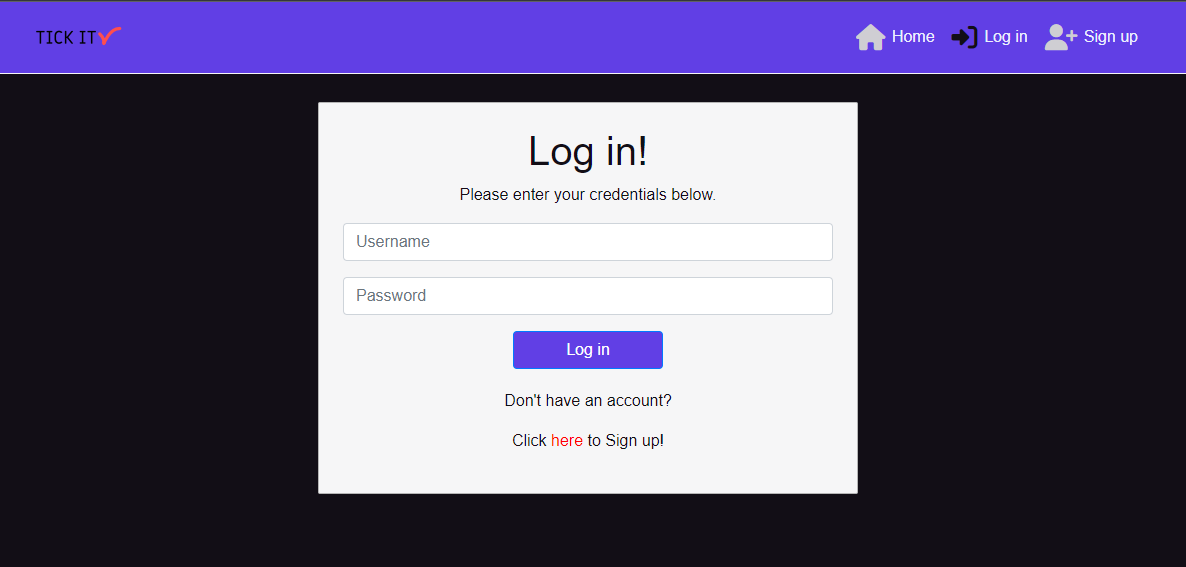 TICK IT
Home
Log in
Sign up
Log in!
Please enter your credentials below.
Username
Password
Log in
Don't have an account?
Click here to Sign up!